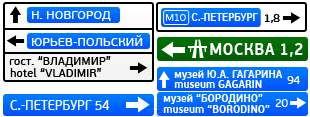 Н. НОВГОРОД
ЮРЬЕВ-ПОЛЬСКИЙ
гост. "ВЛАДИМИР"
hotel "VLADIMIR"
С.-ПЕТЕРБУРГ 54
М10 С.-ПЕТЕРБУРГ 1,8
МОСКВА 1,2
музей Ю.А. ГАГАРИНА 94
museum GAGARIN
музей "БОРОДИНО" 20
museum "BORODINO"